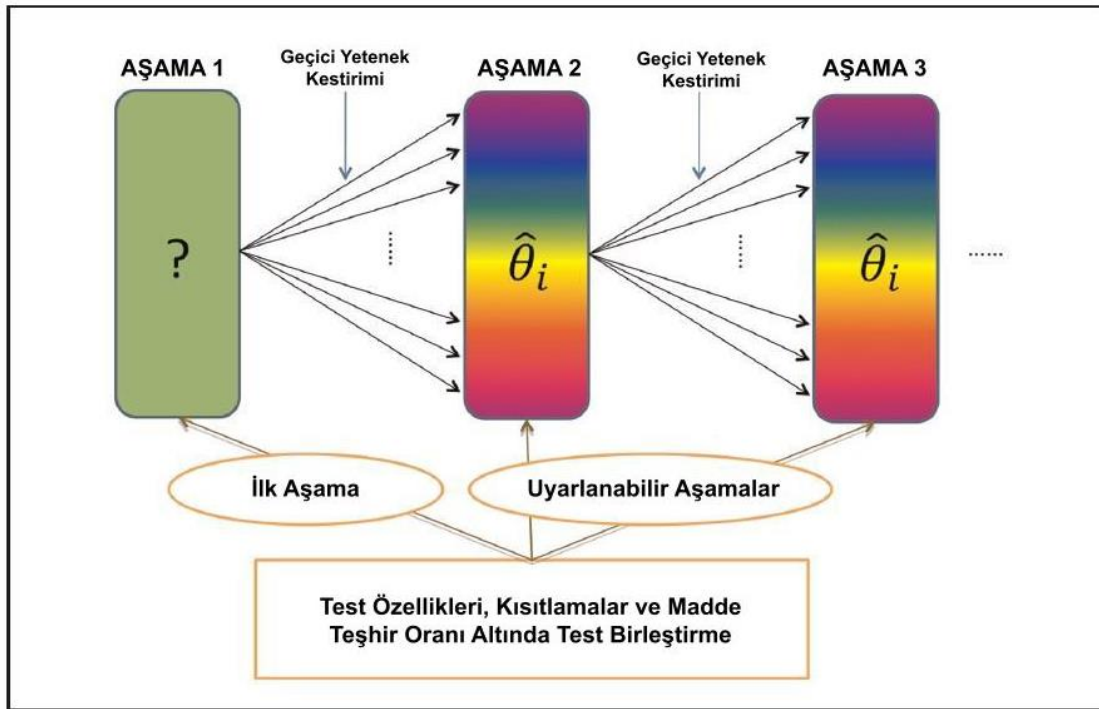 AŞAMA 1
Geçici Yetenek
Kestirimi
AŞAMA 2
Geçici Yetenek
Kestirimi
AŞAMA 3
?
......
θ̂i
......
θ̂i
......
İlk Aşama
Uyarlanabilir Aşamalar
Test Özellikleri, Kısıtlamalar ve Madde
Teşhir Oranı Altında Test Birleştirme